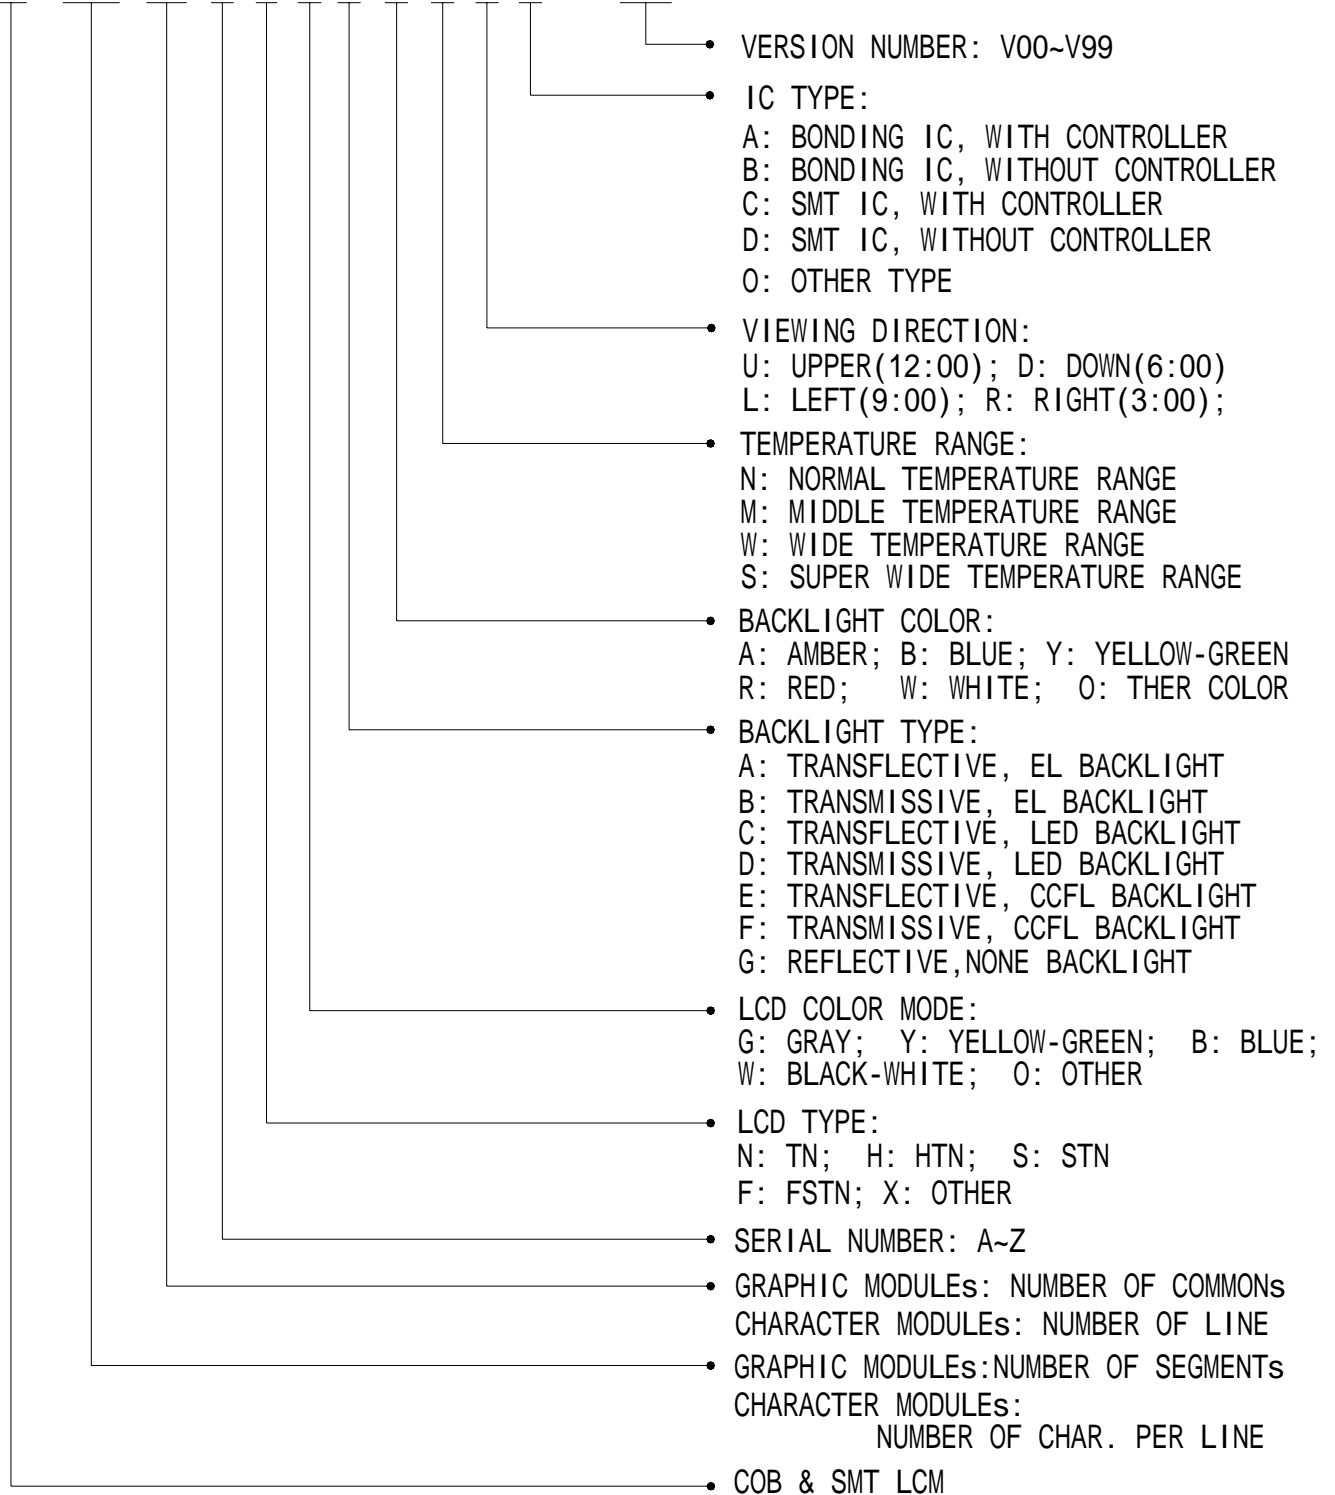 VERSION NUMBER: V00~V99
IC TYPE:
A: BONDING IC, WITH CONTROLLER
B: BONDING IC, WITHOUT CONTROLLER
C: SMT IC, WITH CONTROLLER
D: SMT IC, WITHOUT CONTROLLER
O: OTHER TYPE
VIEWING DIRECTION:
U: UPPER(12:00); D: DOWN(6:00)
L: LEFT(9:00); R: RIGHT(3:00);
TEMPERATURE RANGE:
N: NORMAL TEMPERATURE RANGE
M: MIDDLE TEMPERATURE RANGE
W: WIDE TEMPERATURE RANGE
S: SUPER WIDE TEMPERATURE RANGE
BACKLIGHT COLOR:
A: AMBER; B: BLUE; Y: YELLOW-GREEN
R: RED; W: WHITE; O: THER COLOR
BACKLIGHT TYPE:
A: TRANSFLECTIVE, EL BACKLIGHT
B: TRANSMISSIVE, EL BACKLIGHT
C: TRANSFLECTIVE, LED BACKLIGHT
D: TRANSMISSIVE, LED BACKLIGHT
E: TRANSFLECTIVE, CCFL BACKLIGHT
F: TRANSMISSIVE, CCFL BACKLIGHT
G: REFLECTIVE,NONE BACKLIGHT
LCD COLOR MODE:
G: GRAY; Y: YELLOW-GREEN; B: BLUE;
W: BLACK-WHITE; O: OTHER
LCD TYPE:
N: TN; H: HTN; S: STN
F: FSTN; X: OTHER
SERIAL NUMBER: A~Z
GRAPHIC MODULEs: NUMBER OF COMMONs
CHARACTER MODULEs: NUMBER OF LINE
GRAPHIC MODULEs:NUMBER OF SEGMENTs
CHARACTER MODULEs:
NUMBER OF CHAR. PER LINE
COB & SMT LCM